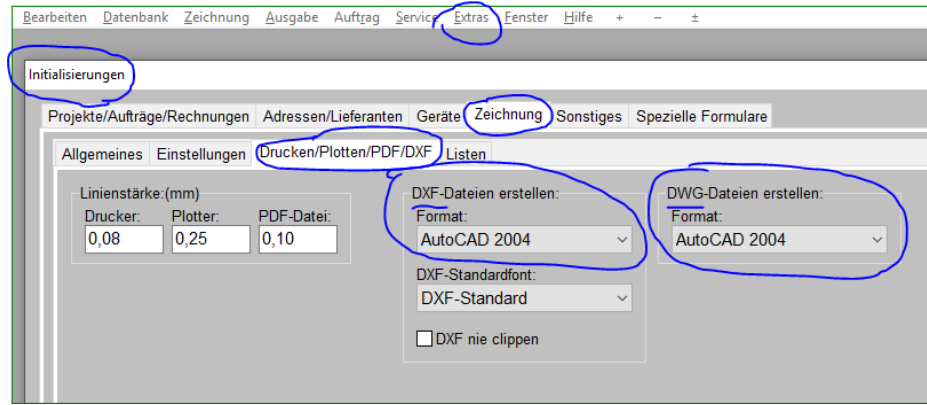 Bearbeiten Datenbank Zeichnung Ausgabe Auftrag Service Extras Fenster Hilfe + − ±
Initialisierungen
Projekte/Aufträge/Rechnungen Adressen/Lieferanten Geräte Zeichnung Sonstiges Spezielle Formulare
Allgemeines Einstellungen Drucken/Plotten/PDF/DXF Listen
Linienstärke:(mm) DXF-Dateien erstellen: DWG-Dateien erstellen:
Drucker: Plotter: PDF-Datei: Format: Format:
0,08 0,25 0,10 AutoCAD 2004 AutoCAD 2004
DXF-Standardfont:
DXF-Standard
DXF nie clippen